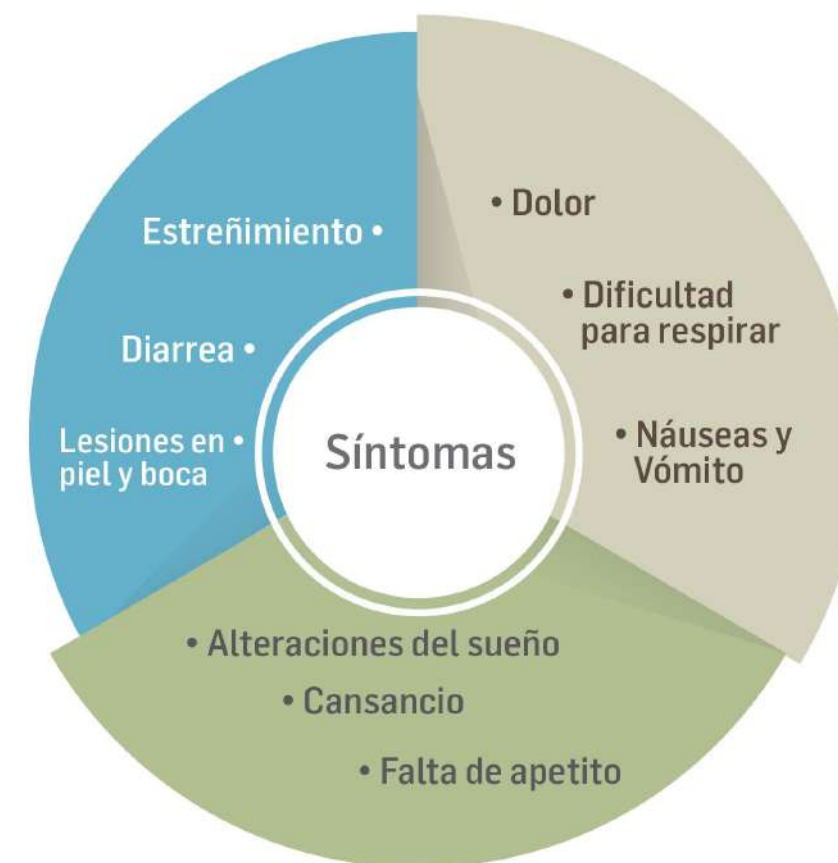 • Dolor
• Dificultad
para respirar
• Náuseas y
Vómito
• Alteraciones del sueño
• Cansancio
• Falta de apetito
Estreñimiento •
Diarrea •
Lesiones en •
piel y boca
Síntomas